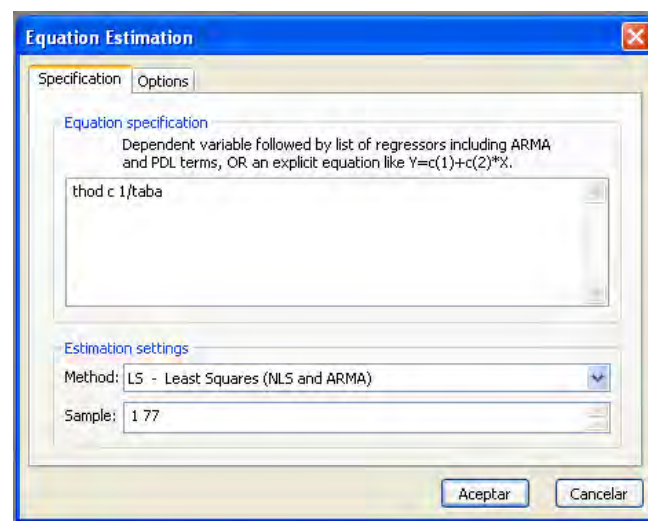 Equation Estimation
Specification
Options
Equation specification
Dependent variable followed by list of regressors including ARMA
and PDL terms, OR an explicit equation like Y=c(1)+c(2)*X.
thod c 1/taba
Estimation settings
Method: LS - Least Squares (NLS and ARMA)
Sample: 1 77
Aceptar
Cancelar